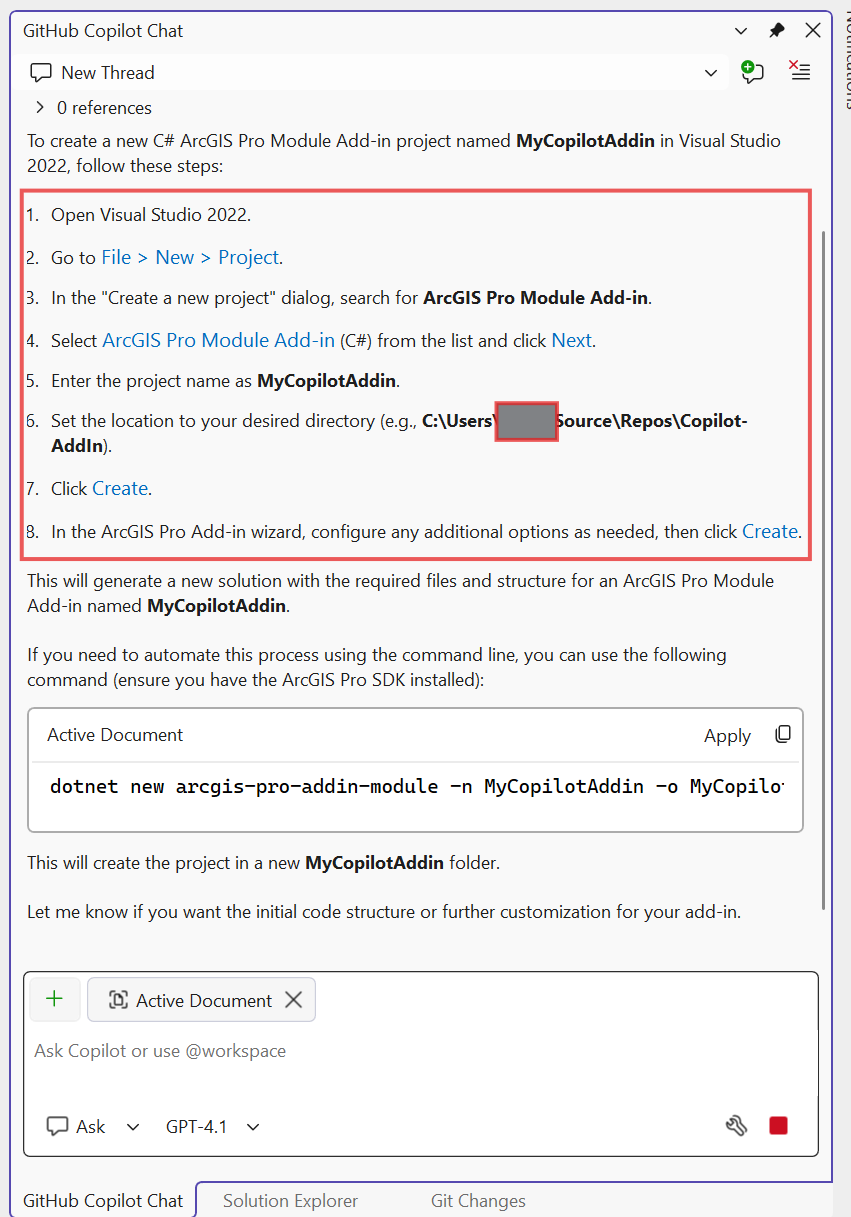 GitHub Copilot Chat
New Thread
0 references
To create a new C# ArcGIS Pro Module Add-in project named MyCopilotAddin in Visual Studio
2022, follow these steps:
1. Open Visual Studio 2022.
2. Go to File > New > Project.
3. In the "Create a new project" dialog, search for ArcGIS Pro Module Add-in.
4. Select ArcGIS Pro Module Add-in (C#) from the list and click Next.
5. Enter the project name as MyCopilotAddin.
6. Set the location to your desired directory (e.g., C:\Users\ Source\Repos\Copilot-
AddIn).
7. Click Create.
8. In the ArcGIS Pro Add-in wizard, configure any additional options as needed, then click Create.
This will generate a new solution with the required files and structure for an ArcGIS Pro Module
Add-in named MyCopilotAddin.
If you need to automate this process using the command line, you can use the following
command (ensure you have the ArcGIS Pro SDK installed):
Active Document Apply
dotnet new arcgis-pro-addin-module -n MyCopilotAddin -o MyCopilo
This will create the project in a new MyCopilotAddin folder.
Let me know if you want the initial code structure or further customization for your add-in.
Active Document
Ask Copilot or use @workspace
Ask GPT-4.1
GitHub Copilot Chat Solution Explorer Git Changes